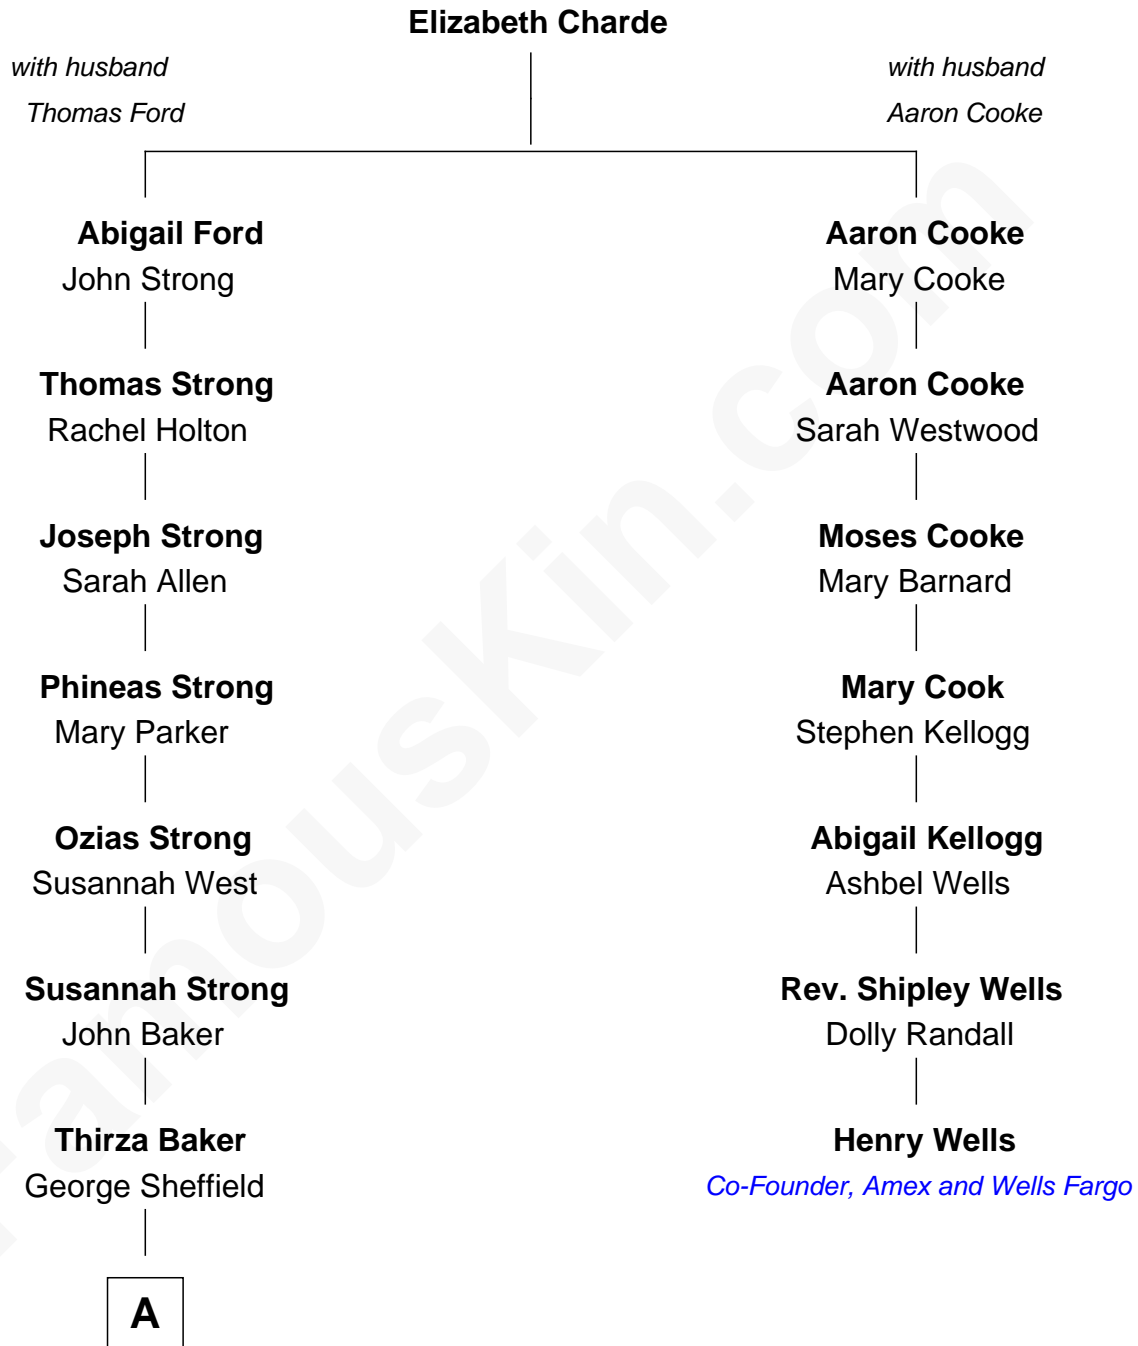 Elizabeth Charde
with husband
Thomas Ford
with husband
Aaron Cooke
Abigail Ford
John Strong
Aaron Cooke
Mary Cooke
Thomas Strong
Rachel Holton
Aaron Cooke
Sarah Westwood
Joseph Strong
Sarah Allen
Moses Cooke
Mary Barnard
Phineas Strong
Mary Parker
Mary Cook
Stephen Kellogg
Ozias Strong
Susannah West
Abigail Kellogg
Ashbel Wells
Susannah Strong
John Baker
Rev. Shipley Wells
Dolly Randall
Thirza Baker
George Sheffield
Henry Wells
Co-Founder, Amex and Wells Fargo
A
FamousKin.com